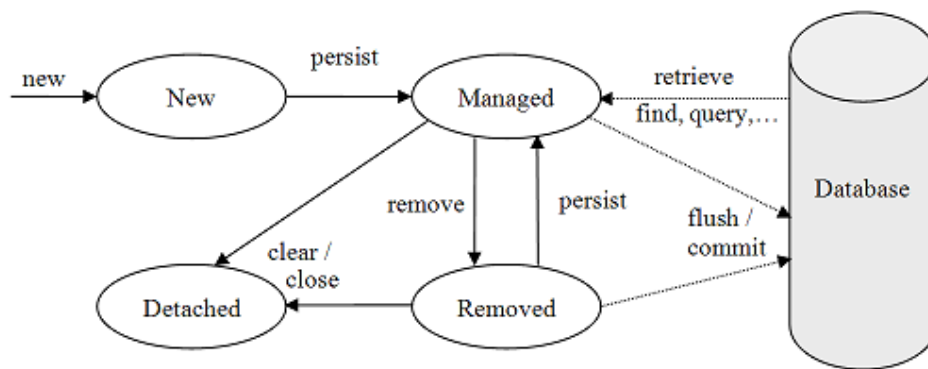 new
New
persist
Managed
retrieve
find, query,...
Database
remove
persist
flush /
commit
clear /
close
Detached
Removed